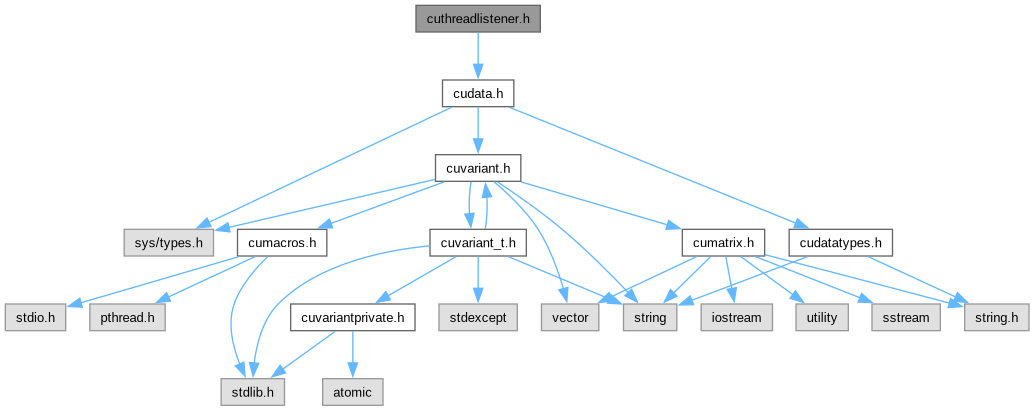 cuthreadlistener.h
cudata.h
cuvariant.h
sys/types.h
cumacros.h
cuvariant_t.h
cumatrix.h
cudatatypes.h
stdio.h
pthread.h
cuvariantprivate.h
stdexcept
vector
string
iostream
utility
sstream
string.h
stdlib.h
atomic